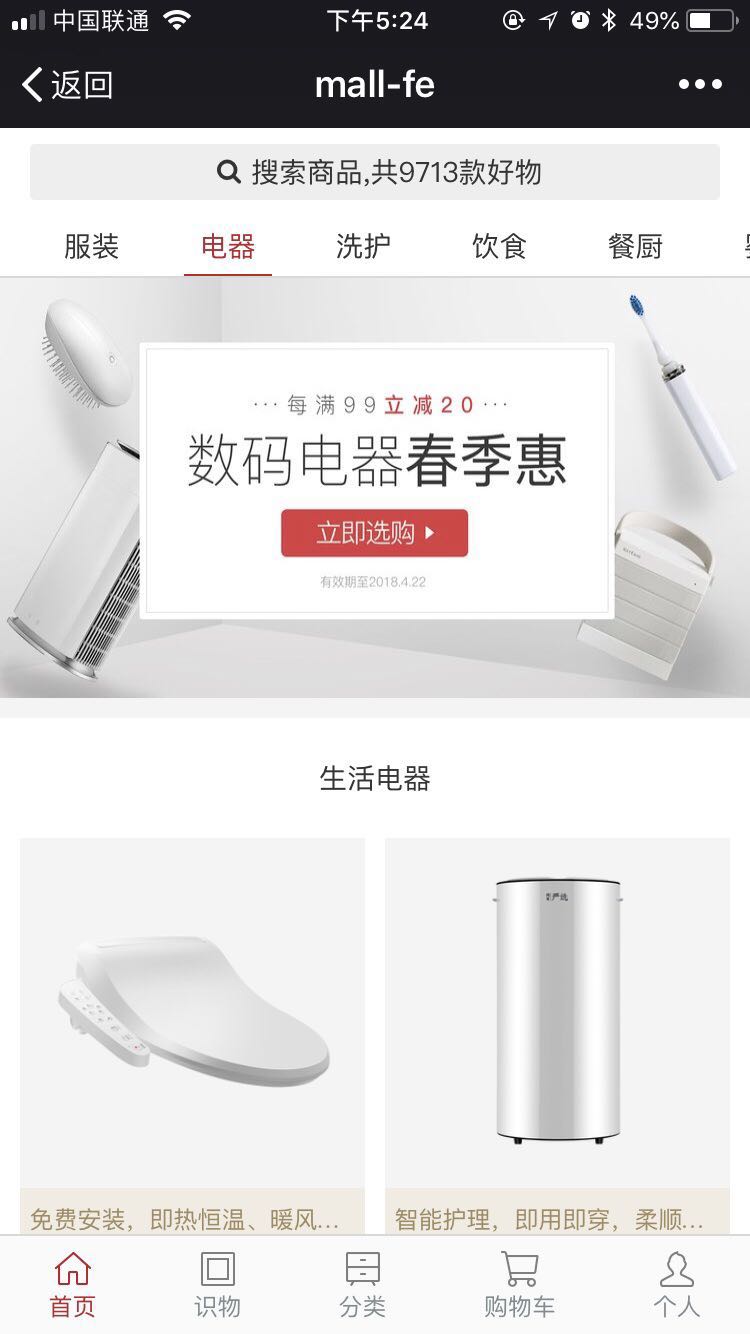 中国联通 下午5:24 49%
返回 mall-fe
搜索商品,共9713款好物
服装 电器 洗护 饮食 餐厨
··· 每满99立减20 ···
数码电器春季惠
立即选购
有效期至2018.4.22
生活电器
严选
免费安装，即热恒温、暖风...
智能护理，即用即穿，柔顺...
首页 识物 分类 购物车 个人